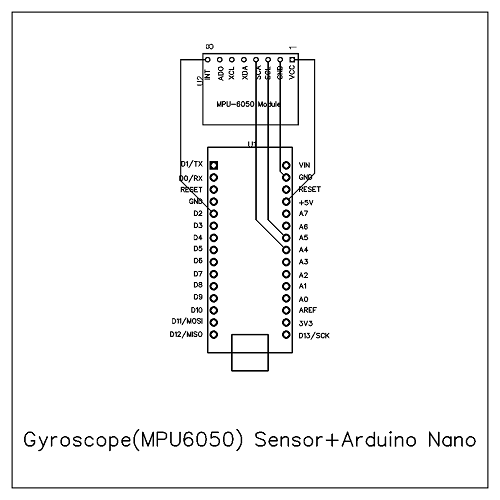 8 1
INT ADO XCL XDA SCA SCL GND VCC
U2
MPU-6050 Module
U1
D1/TX VIN
D0/RX GND
RESET RESET
GND +5V
D2 A7
D3 A6
D4 A5
D5 A4
D6 A3
D7 A2
D8 A1
D9 A0
D10 AREF
D11/MOSI 3V3
D12/MISO D13/SCK
Gyroscope(MPU6050) Sensor+Arduino Nano